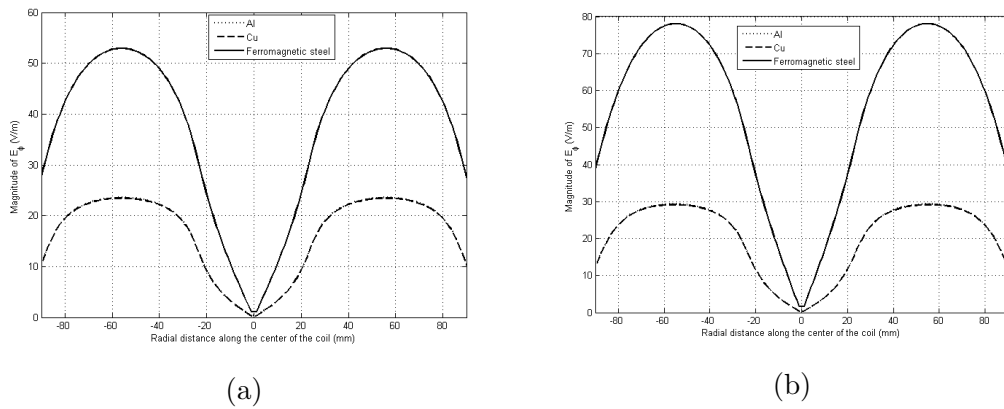 60
50
40
30
20
10
0
Magnitude of E_ϕ (V/m)
Al
Cu
Ferromagnetic steel
-80 -60 -40 -20 0 20 40 60 80
Radial distance along the center of the coil (mm)
(a)
80
70
60
50
40
30
20
10
0
Magnitude of E_ϕ (V/m)
Al
Cu
Ferromagnetic steel
-80 -60 -40 -20 0 20 40 60 80
Radial distance along the center of the coil (mm)
(b)